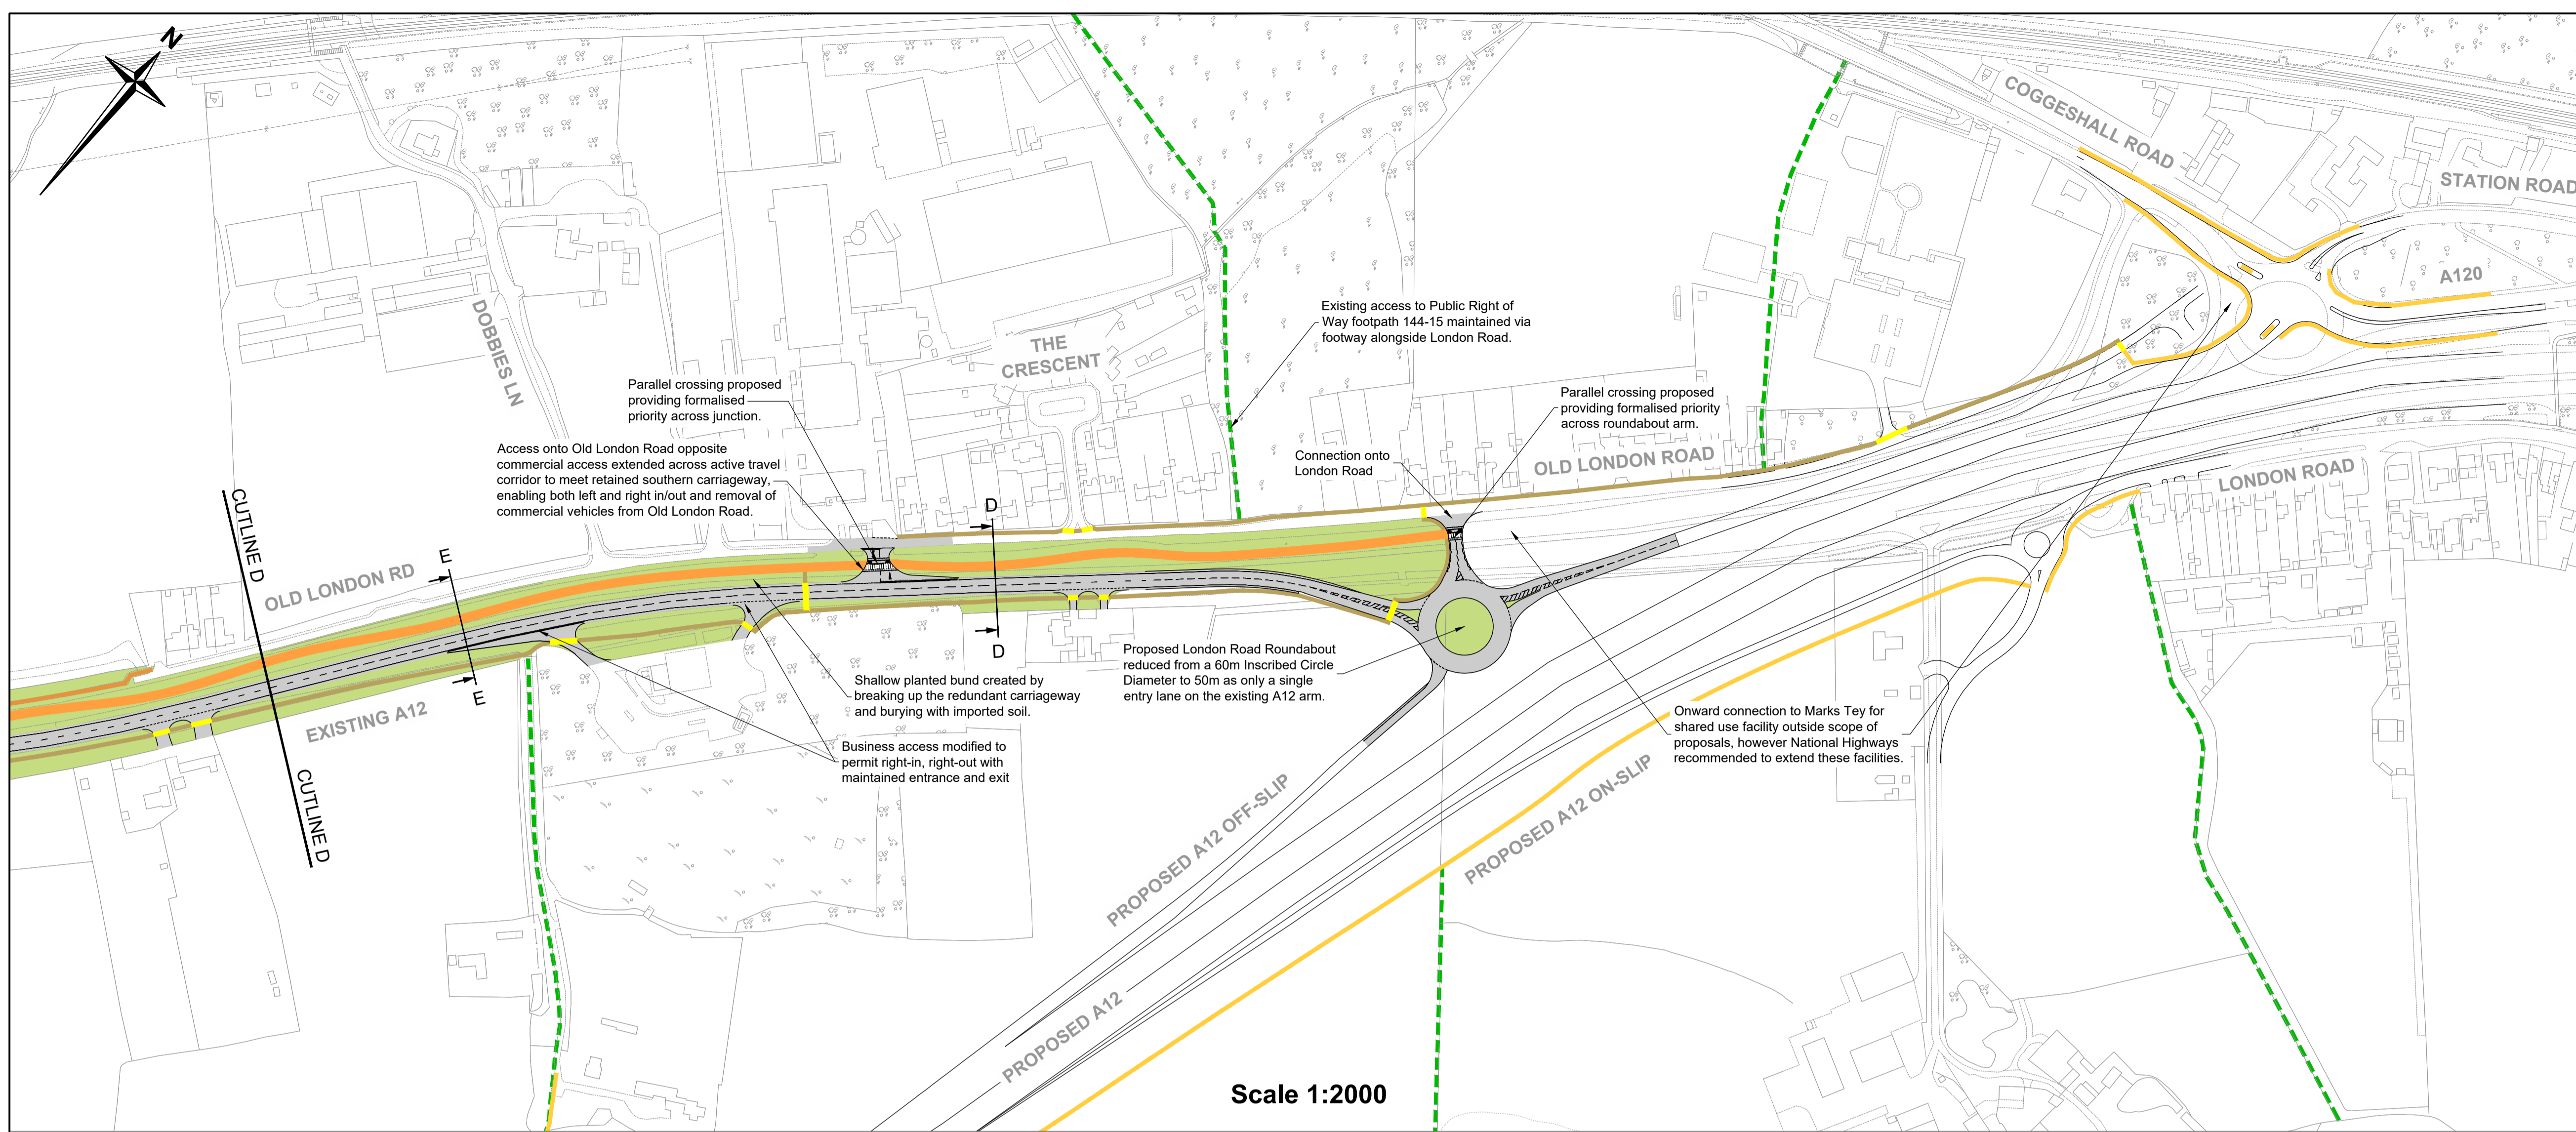 N
COGGESHALL ROAD
STATION ROAD
A120
DOBBIES LN
THE
CRESCENT
Existing access to Public Right of
Way footpath 144-15 maintained via
footway alongside London Road.
Parallel crossing proposed
providing formalised
priority across junction.
Parallel crossing proposed
providing formalised priority
across roundabout arm.
Access onto Old London Road opposite
commercial access extended across active travel
corridor to meet retained southern carriageway,
enabling both left and right in/out and removal of
commercial vehicles from Old London Road.
Connection onto
London Road
OLD LONDON ROAD
LONDON ROAD
CUTLINE D
D
E
OLD LONDON RD
D
E
EXISTING A12
CUTLINE D
Shallow planted bund created by
breaking up the redundant carriageway
and burying with imported soil.
Proposed London Road Roundabout
reduced from a 60m Inscribed Circle
Diameter to 50m as only a single
entry lane on the existing A12 arm.
Business access modified to
permit right-in, right-out with
maintained entrance and exit
Onward connection to Marks Tey for
shared use facility outside scope of
proposals, however National Highways
recommended to extend these facilities.
PROPOSED A12 OFF-SLIP
PROPOSED A12 ON-SLIP
PROPOSED A12
Scale 1:2000